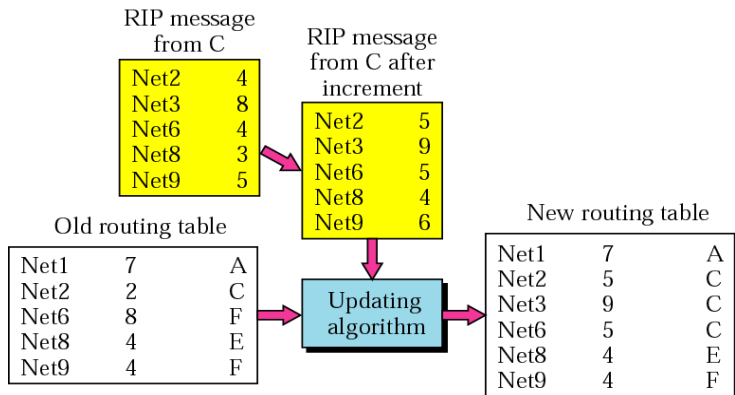 RIP message
from C
Net2 4
Net3 8
Net6 4
Net8 3
Net9 5
RIP message
from C after
increment
Net2 5
Net3 9
Net6 5
Net8 4
Net9 6
Old routing table
Net1 7 A
Net2 2 C
Net6 8 F
Net8 4 E
Net9 4 F
Updating
algorithm
New routing table
Net1 7 A
Net2 5 C
Net3 9 C
Net6 5 C
Net8 4 E
Net9 4 F